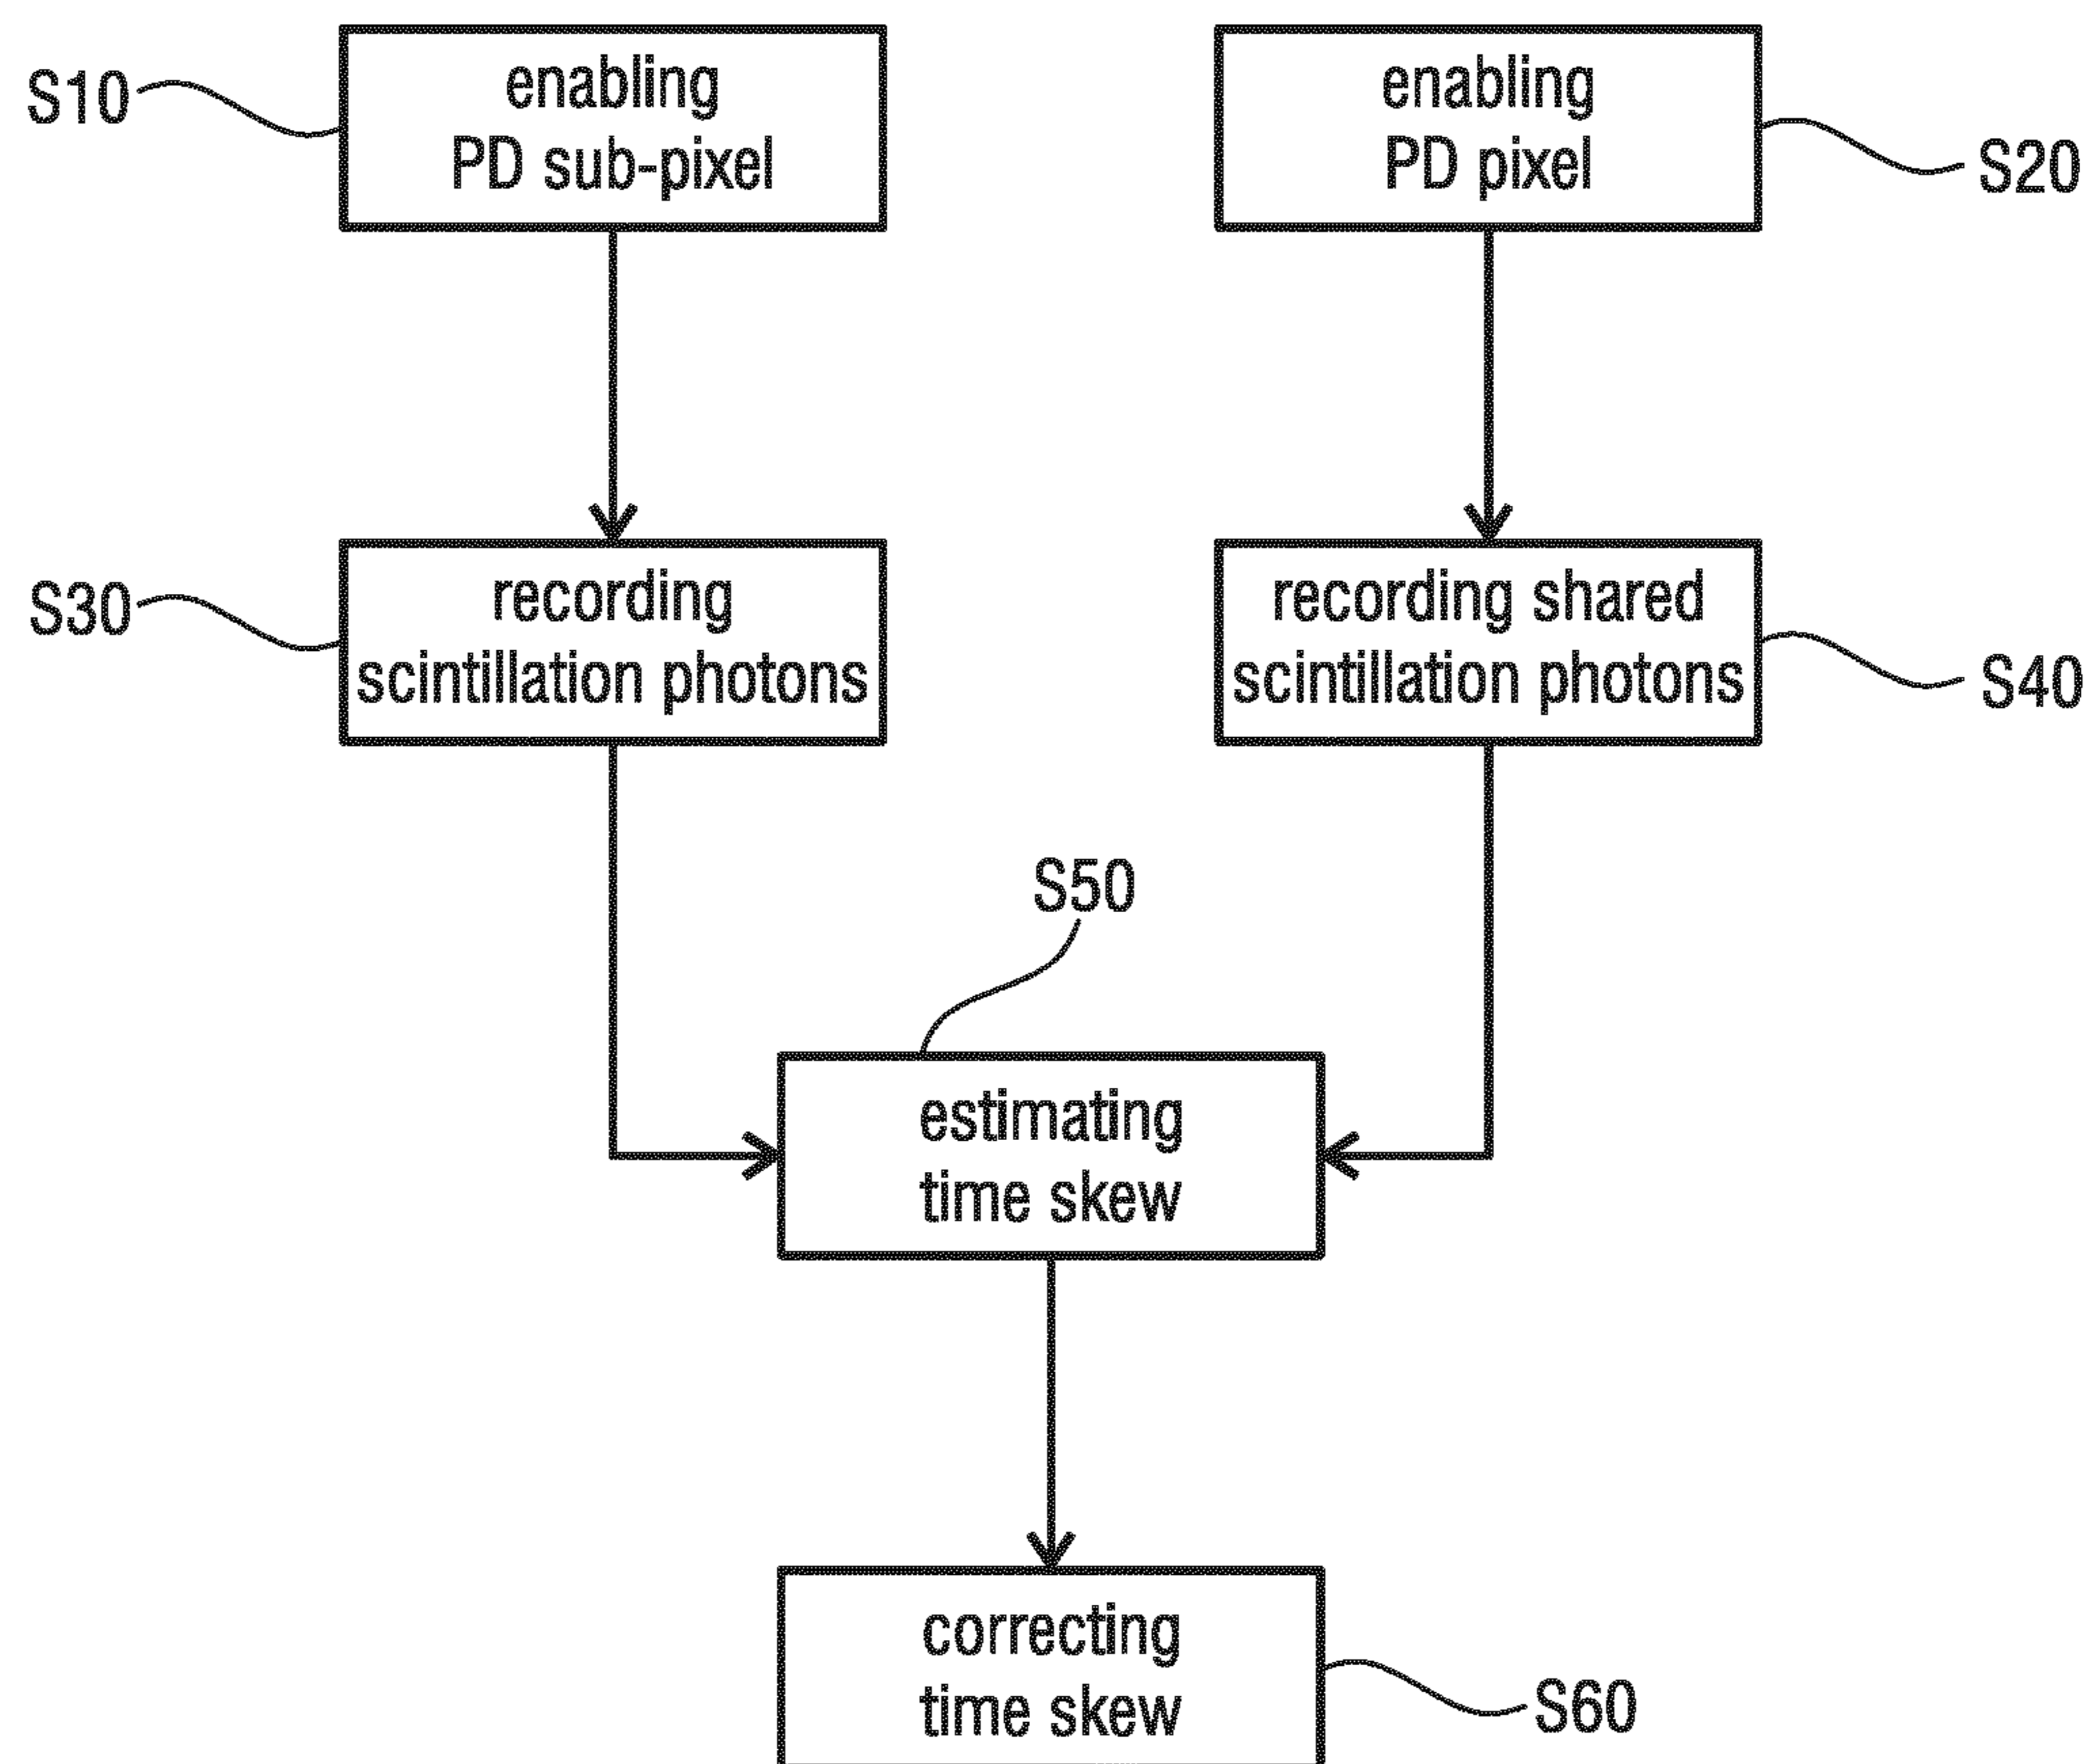 S10
enabling
PD sub-pixel
enabling
PD pixel
S20
S30
recording
scintillation photons
recording shared
scintillation photons
S40
S50
estimating
time skew
correcting
time skew
S60